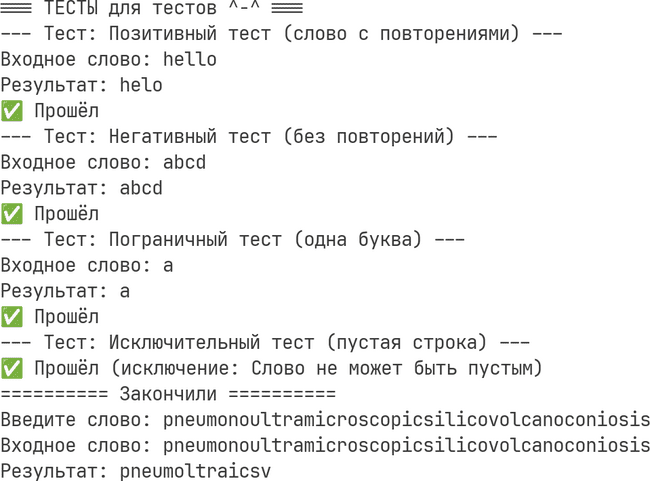 === ТЕСТЫ для тестов ^-^ ===
--- Тест: Позитивный тест (слово с повторениями) ---
Входное слово: hello
Результат: helo
✅ Прошёл
--- Тест: Негативный тест (без повторений) ---
Входное слово: abcd
Результат: abcd
✅ Прошёл
--- Тест: Пограничный тест (одна буква) ---
Входное слово: a
Результат: a
✅ Прошёл
--- Тест: Исключительный тест (пустая строка) ---
✅ Прошёл (исключение: Слово не может быть пустым)
========== Закончили ==========
Введите слово: pneumonoultramicroscopicsilicovolcanoconiosis
Входное слово: pneumonoultramicroscopicsilicovolcanoconiosis
Результат: pneumoltraicsv